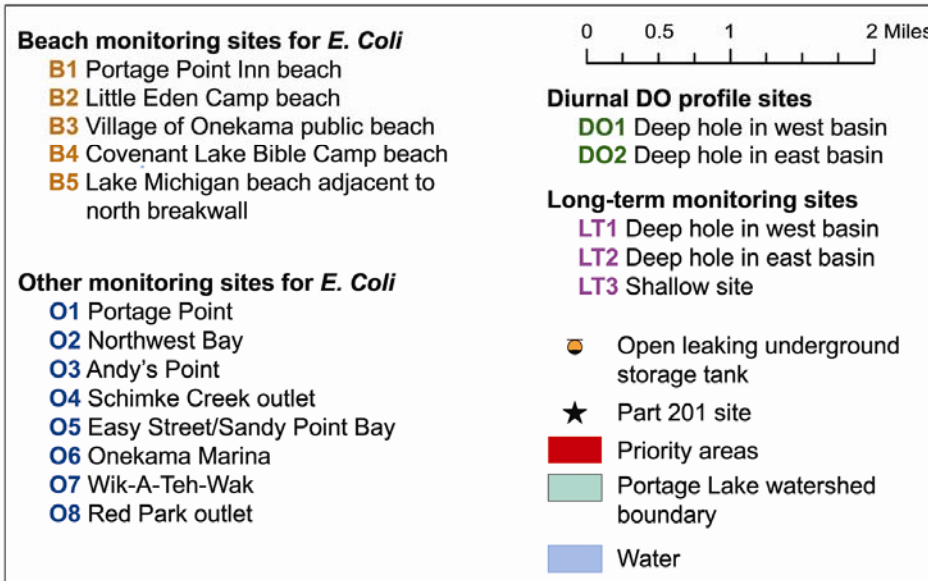 Beach monitoring sites for E. Coli
B1 Portage Point Inn beach
B2 Little Eden Camp beach
B3 Village of Onekama public beach
B4 Covenant Lake Bible Camp beach
B5 Lake Michigan beach adjacent to
north breakwall
Other monitoring sites for E. Coli
O1 Portage Point
O2 Northwest Bay
O3 Andy's Point
O4 Schimke Creek outlet
O5 Easy Street/Sandy Point Bay
O6 Onekama Marina
O7 Wik-A-Teh-Wak
O8 Red Park outlet
0 0.5 1 2 Miles
Diurnal DO profile sites
DO1 Deep hole in west basin
DO2 Deep hole in east basin
Long-term monitoring sites
LT1 Deep hole in west basin
LT2 Deep hole in east basin
LT3 Shallow site
Open leaking underground
storage tank
Part 201 site
Priority areas
Portage Lake watershed
boundary
Water